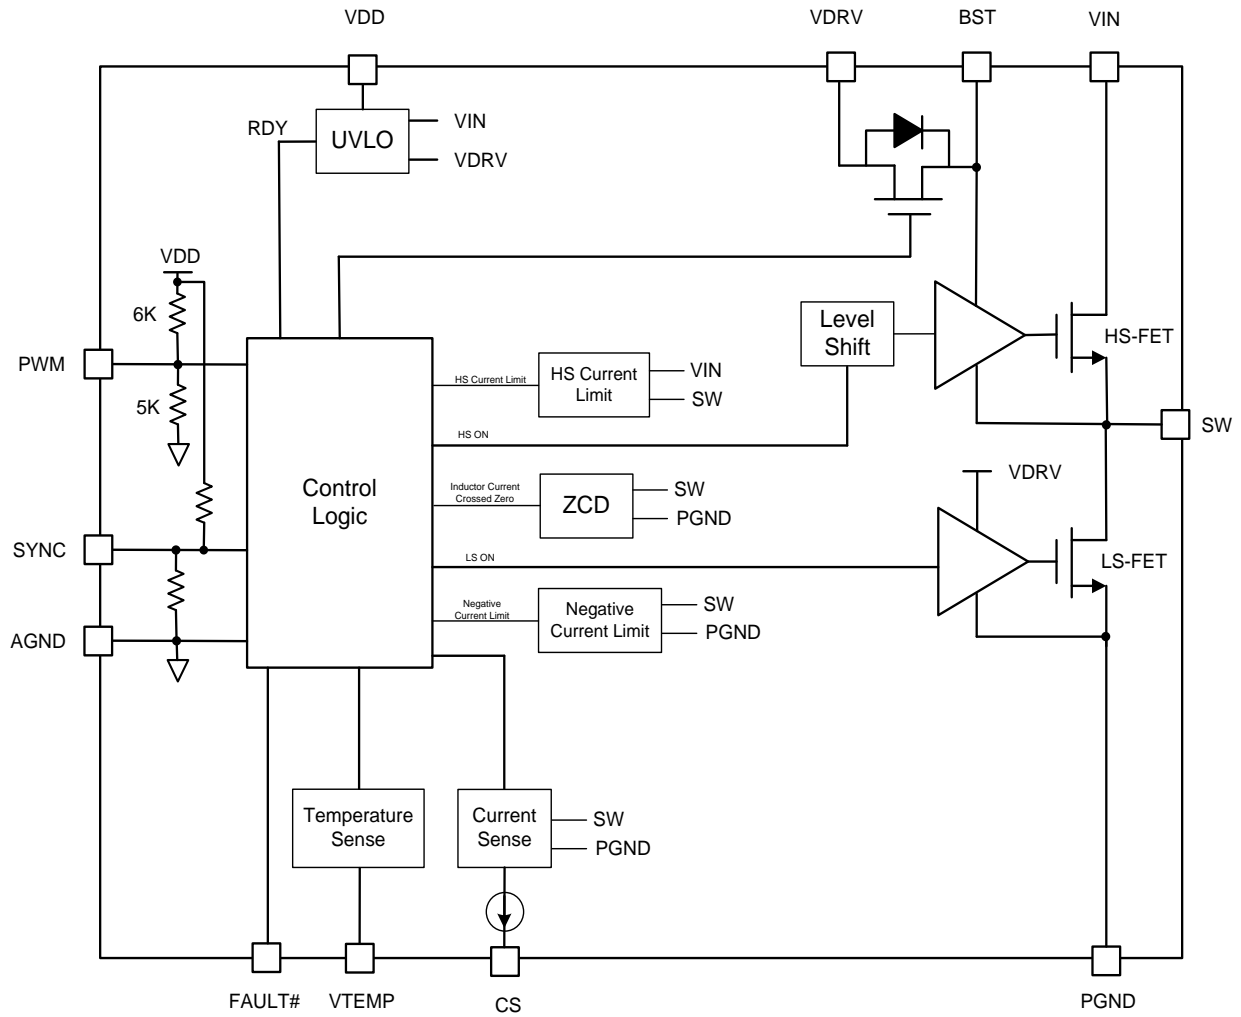 VDD
VDRV
BST
VIN
RDY
UVLO
VIN
VDRV
VDD
6K
PWM
5K
SYNC
AGND
Control
Logic
HS Current Limit
HS Current
Limit
VIN
SW
HS ON
Level
Shift
HS-FET
SW
Inductor Current
Crossed Zero
ZCD
SW
PGND
VDRV
LS ON
LS-FET
Negative
Current Limit
Negative
Current Limit
SW
PGND
Temperature
Sense
Current
Sense
SW
PGND
FAULT#
VTEMP
CS
PGND